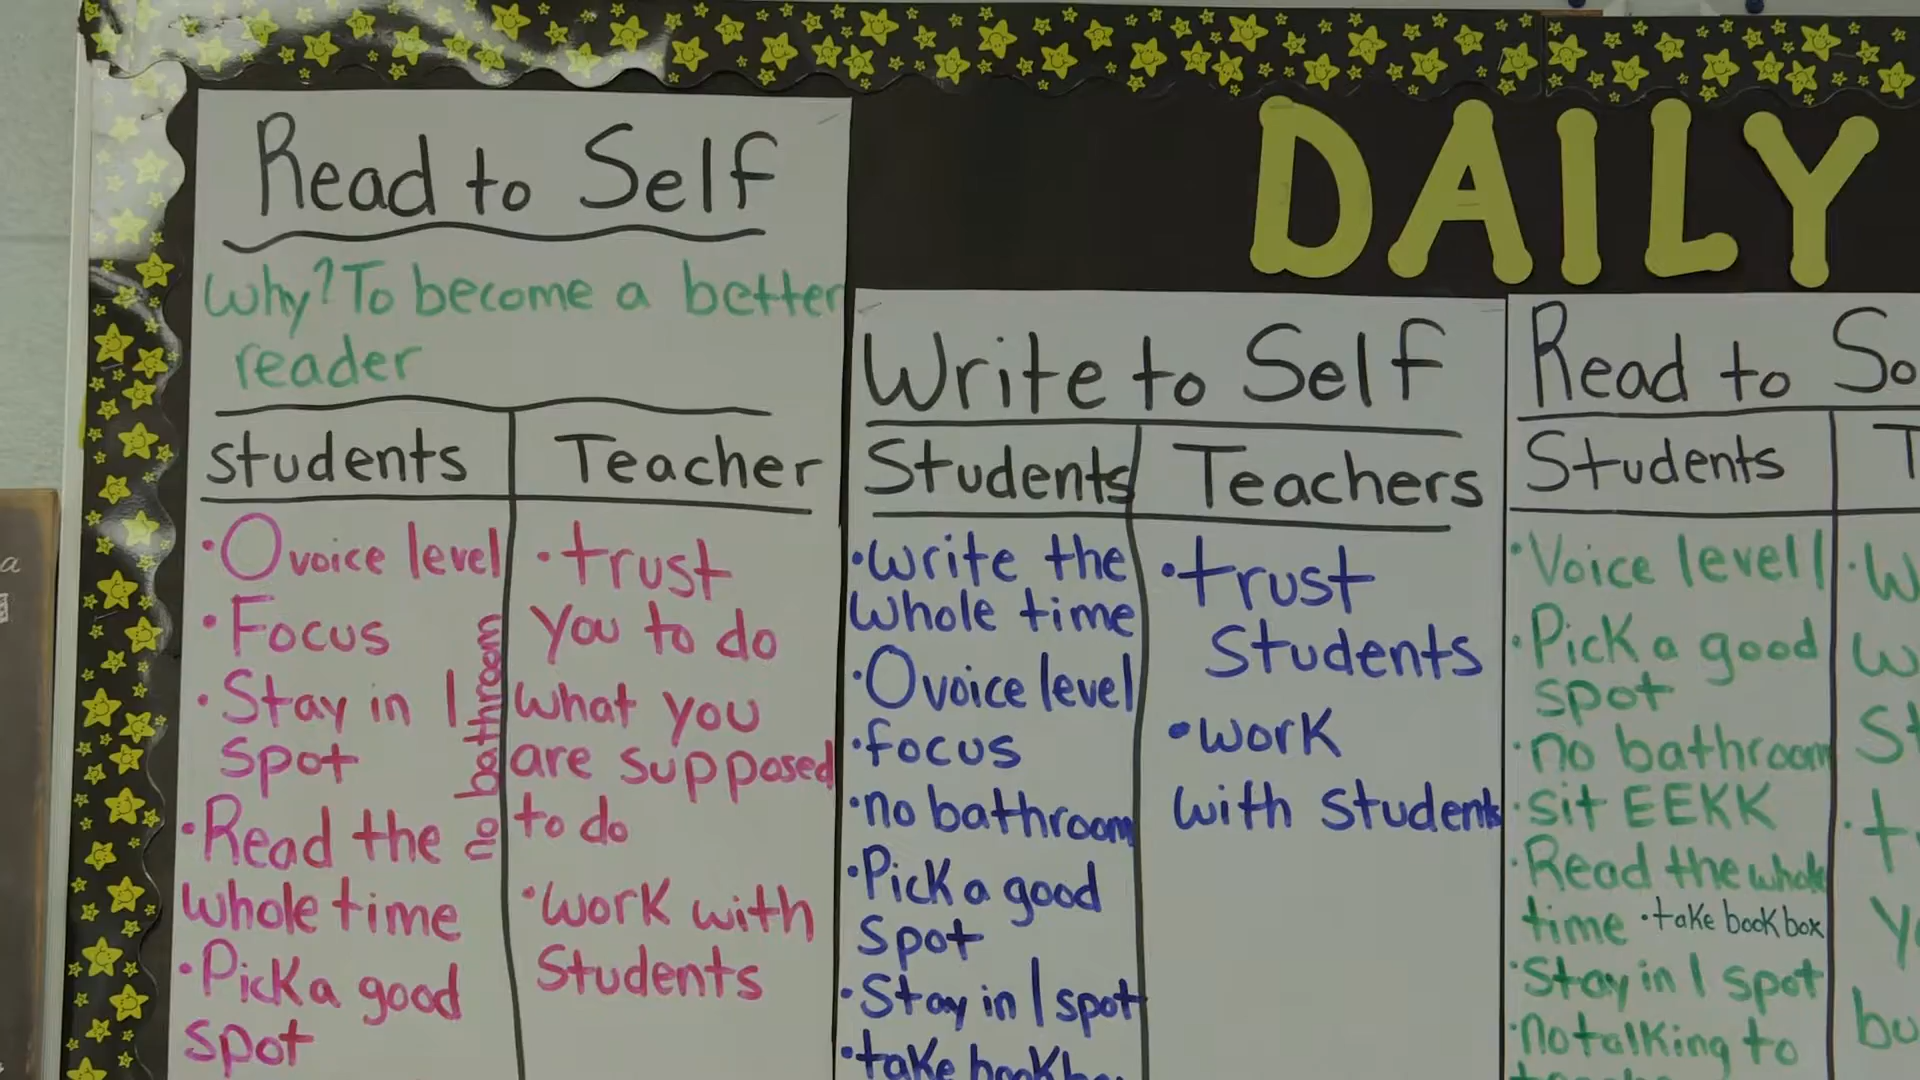 DAILY
Read to Self
Why? To become a better
reader
students
Teacher
• O voice level
• Focus
• Stay in 1
spot
no bathroom
• Read the
whole time
• Pick a good
spot
• trust
you to do
what you
are supposed
to do
• work with
Students
Write to Self
Students
Teachers
• write the
whole time
• O voice level
• focus
• no bathroom
• Pick a good
spot
• Stay in 1 spot
• take book
• trust
Students
• work
with students
Read to So
Students
T
• Voice level 1
• Pick a good
spot
• no bathroom
• sit EEKK
• Read the whole
time • take book box
• Stay in 1 spot
• no talking to